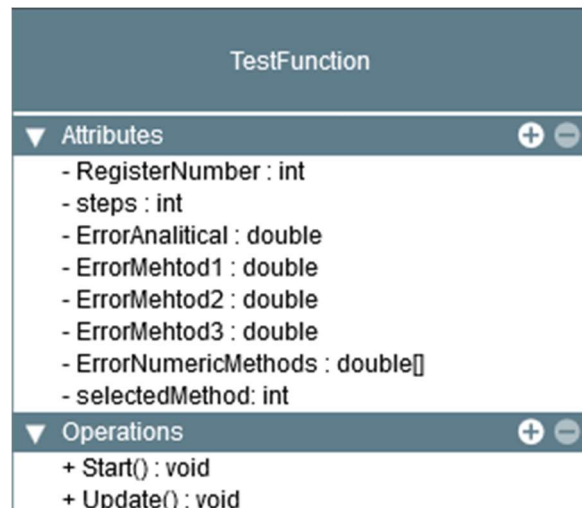 TestFunction
Attributes
- RegisterNumber : int
- steps : int
- ErrorAnalitical : double
- ErrorMehtod1 : double
- ErrorMehtod2 : double
- ErrorMehtod3 : double
- ErrorNumericMethods : double[]
- selectedMethod: int
Operations
+ Start() : void
+ Update() : void